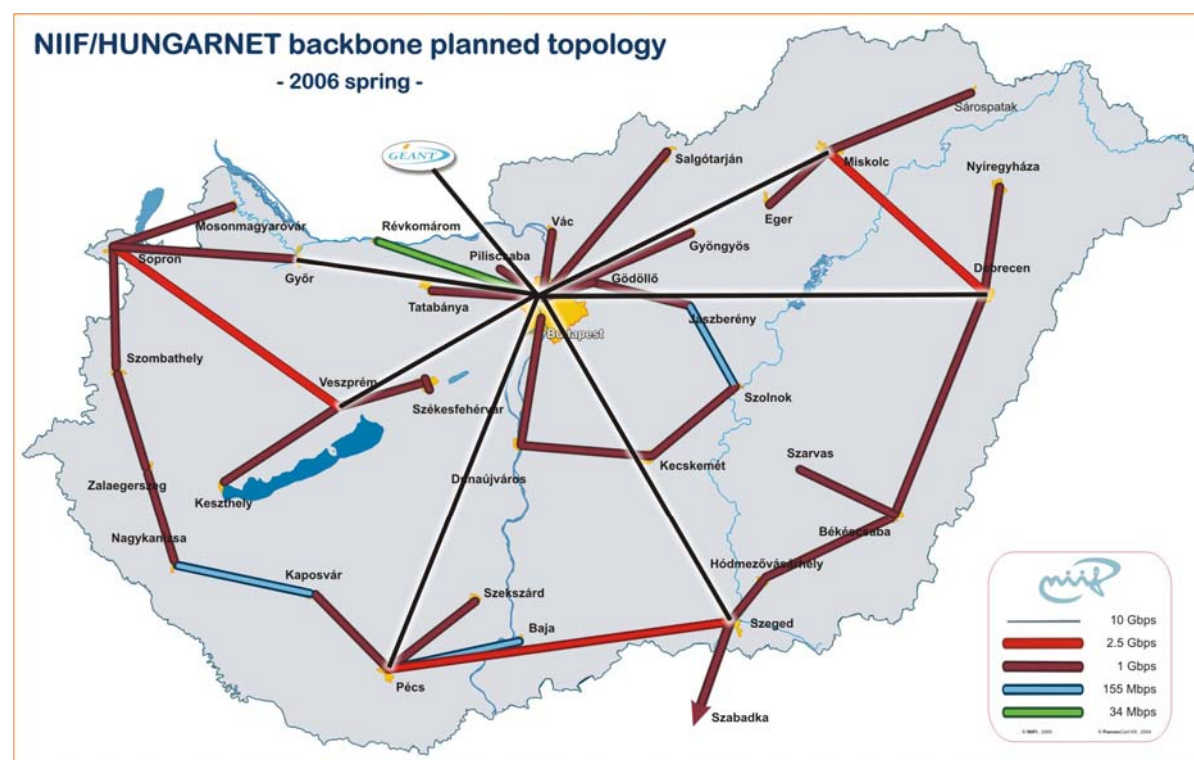 NIIF/HUNGARNET backbone planned topology
- 2006 spring -
GÉANT
Sárospatak
Salgótarján
Miskolc
Nyíregyháza
Mosonmagyaróvár
Révkomárom
Vác
Eger
Sopron
Piliscsaba
Gyöngyös
Győr
Gödöllő
Debrecen
Tatabánya
Jászberény
Budapest
Szombathely
Veszprém
Székesfehérvár
Szolnok
Szarvas
Zalaegerszeg
Keszthely
Dunaújváros
Kecskemét
Nagykanizsa
Békéscsaba
Kaposvár
Szekszárd
Hódmezővásárhely
Baja
Szeged
Pécs
Szabadka
niif
10 Gbps
2.5 Gbps
1 Gbps
155 Mbps
34 Mbps